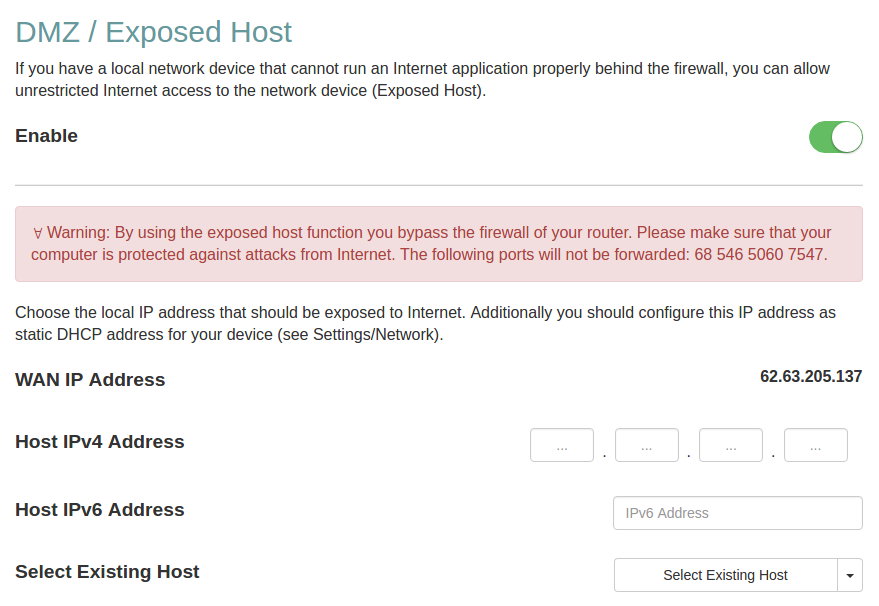 DMZ / Exposed Host
If you have a local network device that cannot run an Internet application properly behind the firewall, you can allow
unrestricted Internet access to the network device (Exposed Host).
Enable
∀ Warning: By using the exposed host function you bypass the firewall of your router. Please make sure that your
computer is protected against attacks from Internet. The following ports will not be forwarded: 68 546 5060 7547.
Choose the local IP address that should be exposed to Internet. Additionally you should configure this IP address as
static DHCP address for your device (see Settings/Network).
WAN IP Address 62.63.205.137
Host IPv4 Address ... . ... . ... . ...
Host IPv6 Address IPv6 Address
Select Existing Host Select Existing Host